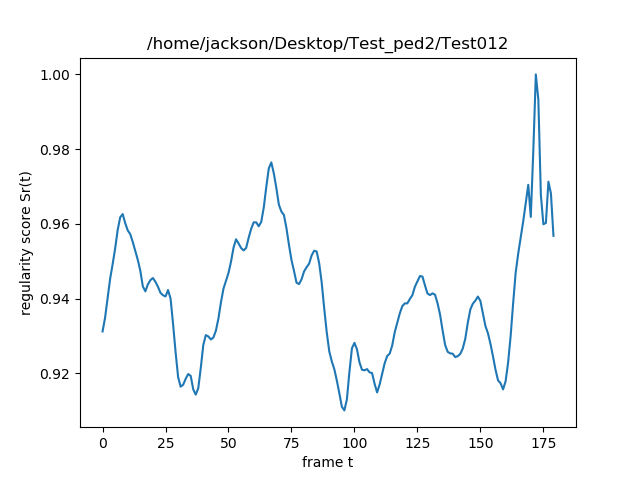 /home/jackson/Desktop/Test_ped2/Test012
1.00
0.98
0.96
0.94
0.92
regularity score Sr(t)
0 25 50 75 100 125 150 175
frame t